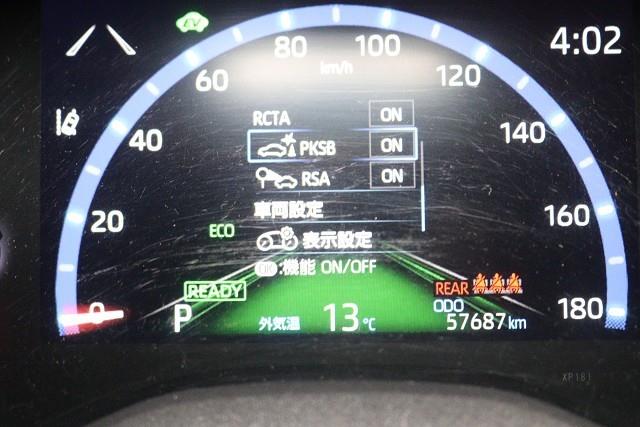 EV
4:02
80
100
km/h
60
120
RCTA ON
40
PKSB ON
140
RSA ON
車両設定
20
160
ECO
表示設定
:機能 ON/OFF
READY
REAR
0
ODO
180
P
外気温 13℃
57687km
XP181